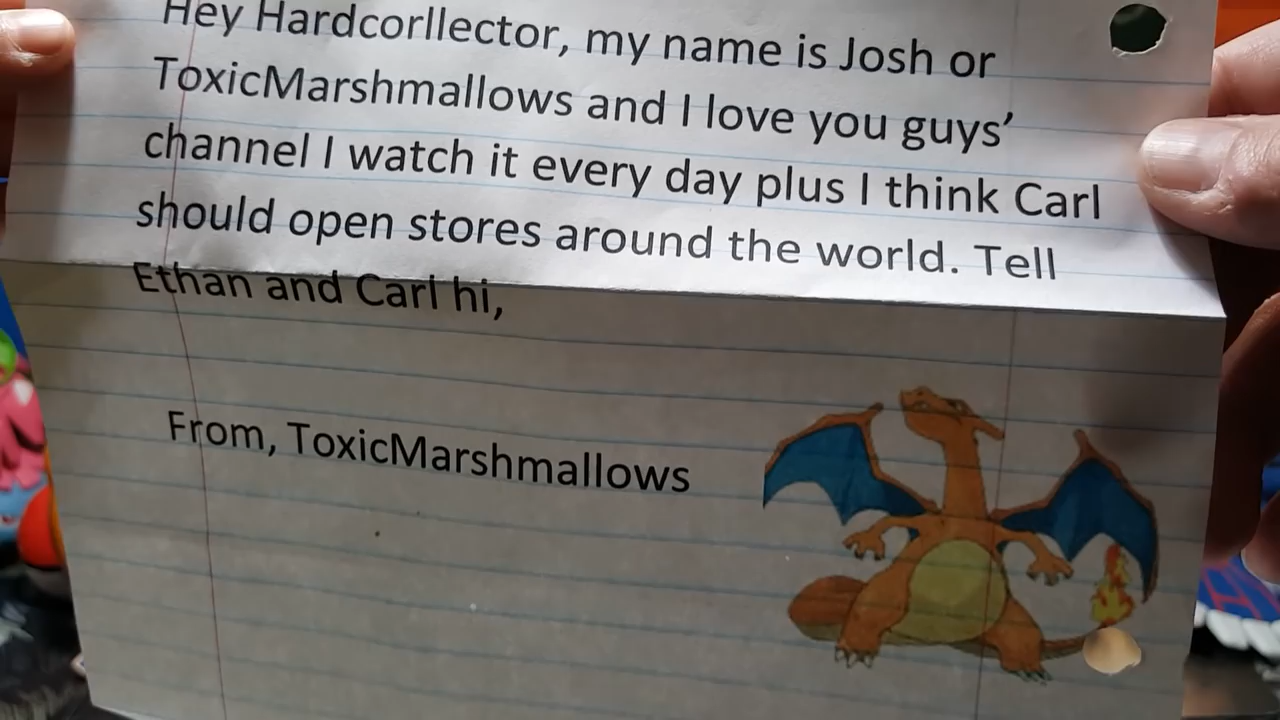 Hey Hardcorllector, my name is Josh or
ToxicMarshmallows and I love you guys’
channel I watch it every day plus I think Carl
should open stores around the world. Tell
Ethan and Carl hi,
From, ToxicMarshmallows